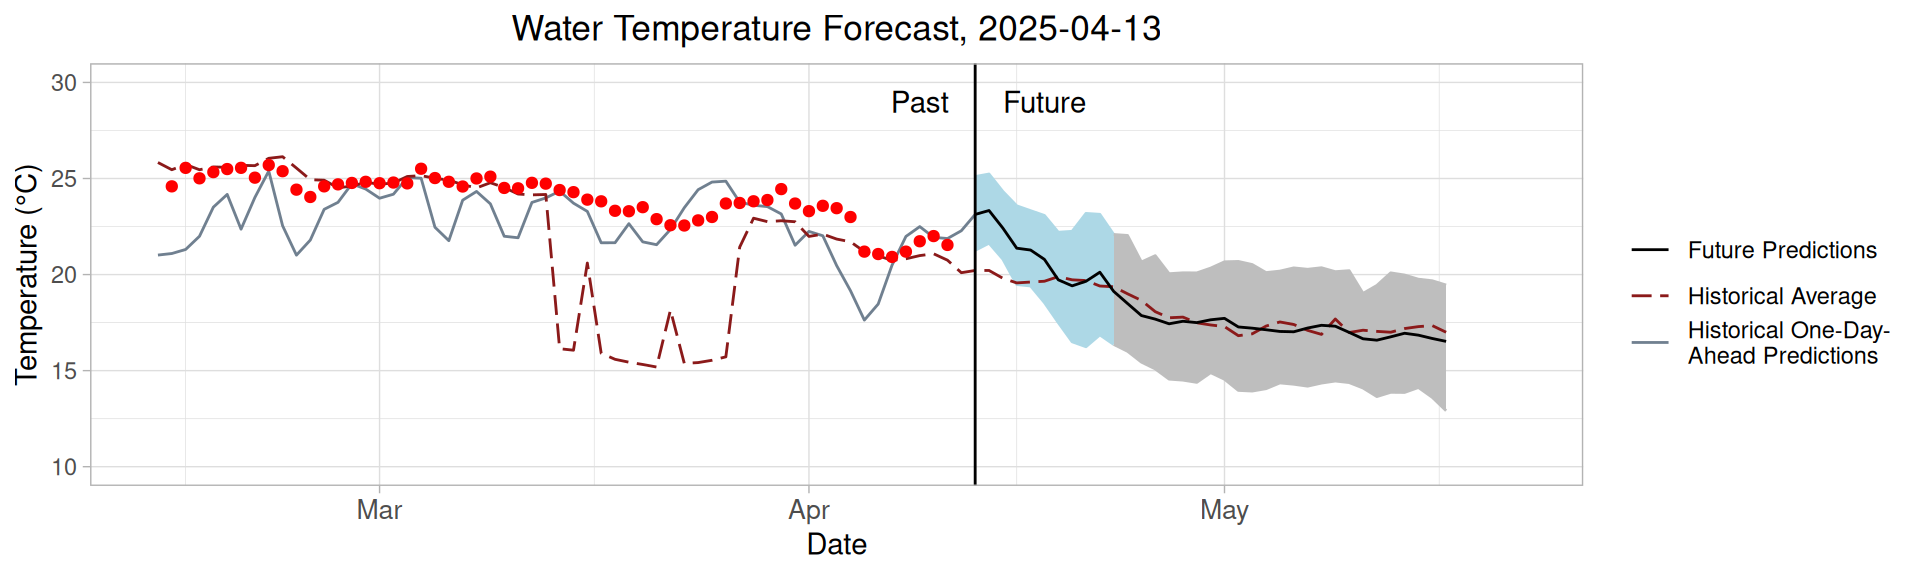 Water Temperature Forecast, 2025-04-13
30
25
20
15
10
Temperature (°C)
Past
Future
Mar
Apr
May
Date
Future Predictions
Historical Average
Historical One-Day-
Ahead Predictions